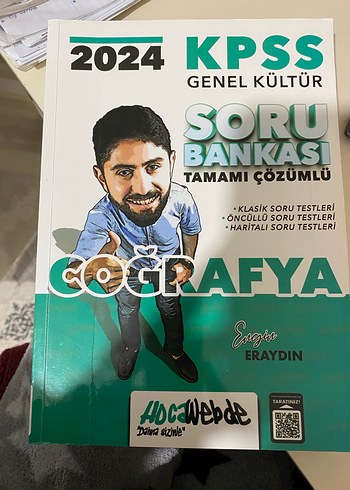 2024 KPSS
GENEL KÜLTÜR
SORU
BANKASI
TAMAMI ÇÖZÜMLÜ
• KLASİK SORU TESTLERİ
• ÖNCÜLLÜ SORU TESTLERİ
• HARİTALI SORU TESTLERİ
COĞRAFYA
Engin
ERAYDIN
HOCAWebde
"Daima sizinle"
TARATINIZ!